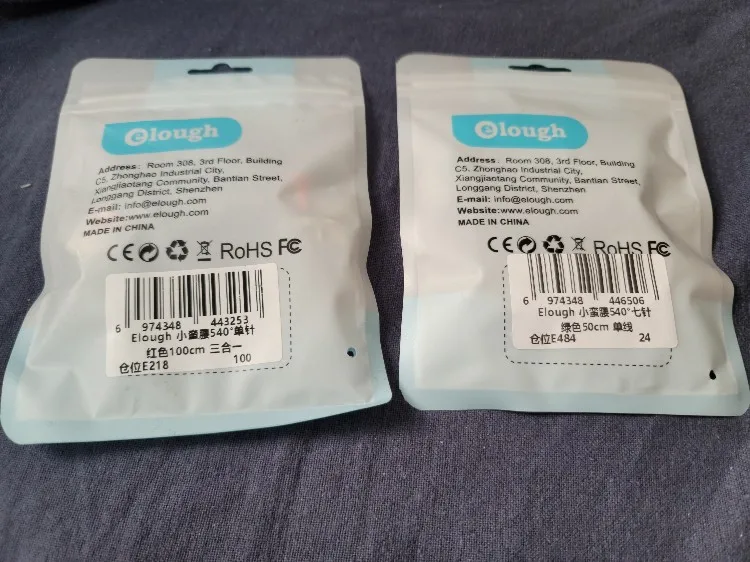 elough
Address: Room 308, 3rd Floor, Building
C5, Zhonghao Industrial City,
Xiangjiaotang Community, Bantian Street,
Longgang District, Shenzhen
E-mail: info@elough.com
Website:www.elough.com
MADE IN CHINA
CE RoHS FC
6 974348 443253
Elough 小蛮腰540°单针
红色100cm 三合一
仓位E218 100
elough
Address: Room 308, 3rd Floor, Building
C5, Zhonghao Industrial City,
Xiangjiaotang Community, Bantian Street,
Longgang District, Shenzhen
E-mail: info@elough.com
Website:www.elough.com
MADE IN CHINA
CE RoHS FC
6 974348 446506
Elough 小蛮腰540°七针
绿色50cm 单线
仓位E484 24